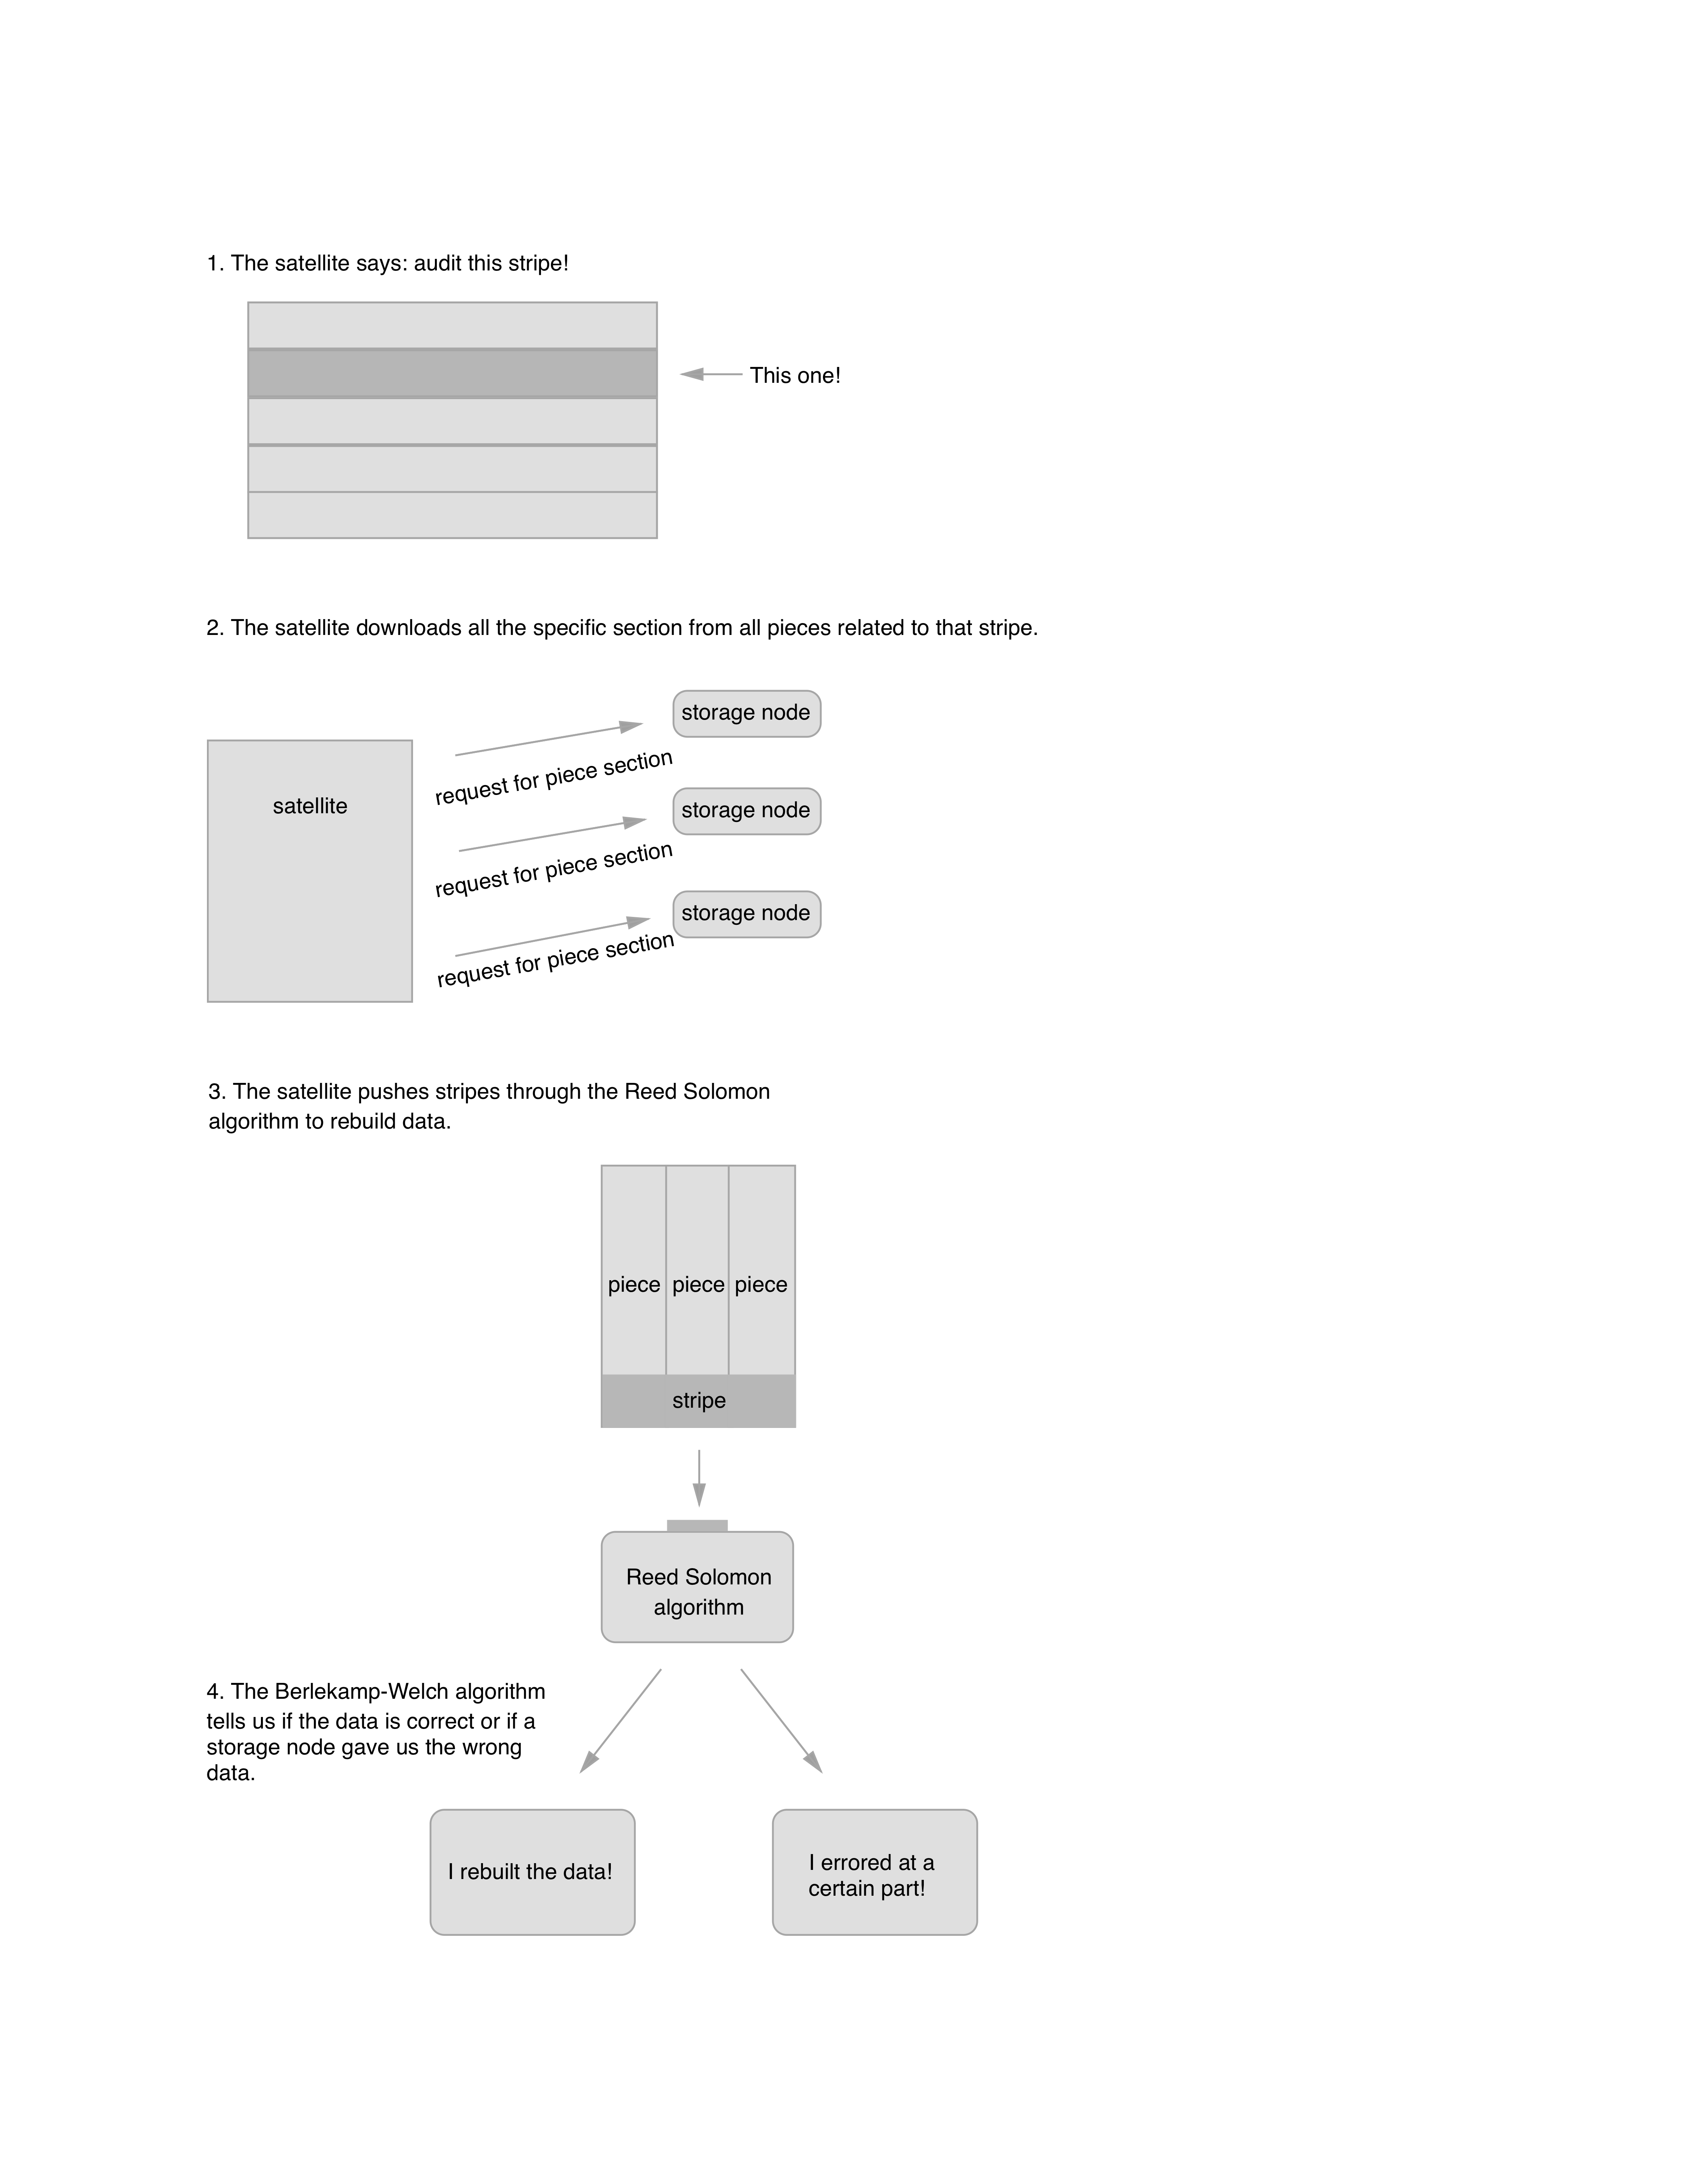 1. The satellite says: audit this stripe!
This one!
2. The satellite downloads all the specific section from all pieces related to that stripe.
storage node
request for piece section
satellite
storage node
request for piece section
storage node
request for piece section
3. The satellite pushes stripes through the Reed Solomon
algorithm to rebuild data.
piece piece piece
stripe
Reed Solomon
algorithm
4. The Berlekamp-Welch algorithm
tells us if the data is correct or if a
storage node gave us the wrong
data.
I rebuilt the data!
I errored at a
certain part!